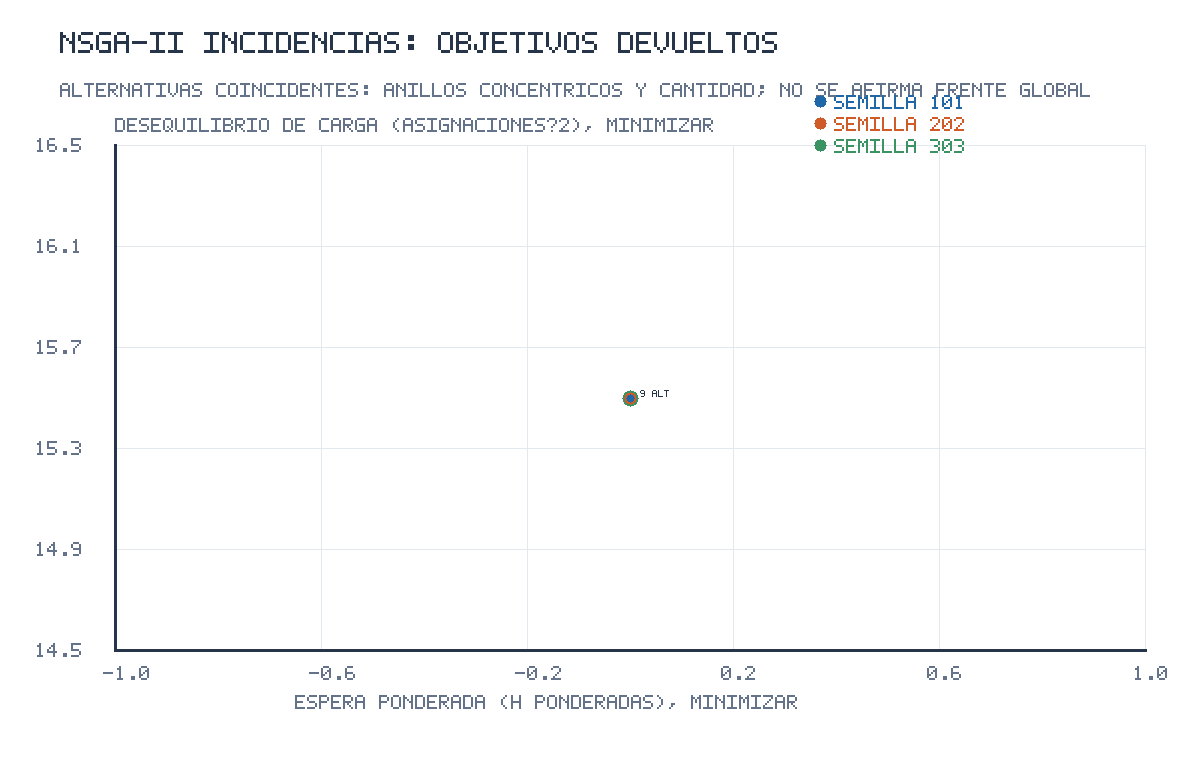 NSGA-II INCIDENCIAS: OBJETIVOS DEVUELTOS
ALTERNATIVAS COINCIDENTES: ANILLOS CONCENTRICOS Y CANTIDAD; NO SE AFIRMA FRENTE GLOBAL
SEMILLA 101
DESEQUILIBRIO DE CARGA (ASIGNACIONES?2), MINIMIZAR
SEMILLA 202
SEMILLA 303
16.5
16.1
15.7
9 ALT
15.3
14.9
14.5
-1.0 -0.6 -0.2 0.2 0.6 1.0
ESPERA PONDERADA (H PONDERADAS), MINIMIZAR